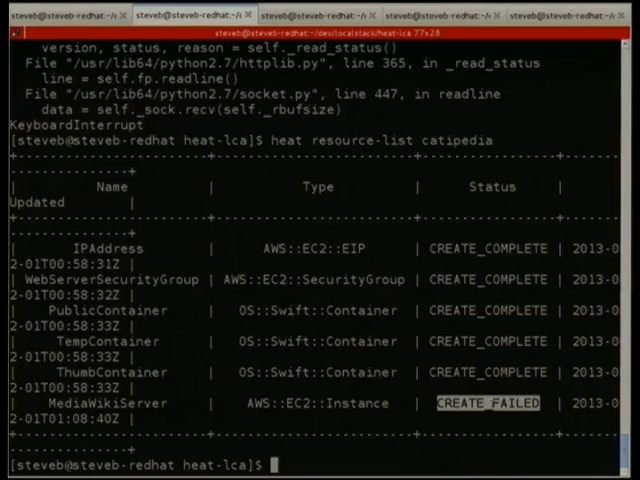 steveb@steveb-redhat:~/c steveb@steveb-redhat:~/c steveb@steveb-redhat:~/c steveb@steveb-redhat:~/c steveb@steveb-redhat:~/c
steveb@steveb-redhat:~/dev/localstack/heat-lca 77x28
version, status, reason = self._read_status()
File "/usr/lib64/python2.7/httplib.py", line 365, in _read_status
line = self.fp.readline()
File "/usr/lib64/python2.7/socket.py", line 447, in readline
data = self._sock.recv(self._rbufsize)
KeyboardInterrupt
[steveb@steveb-redhat heat-lca]$ heat resource-list catipedia
+------------------------+-----------------------+-----------------+------
--------------+
| Name | Type | Status |
Updated |
+------------------------+-----------------------+-----------------+------
--------------+
| IPAddress | AWS::EC2::EIP | CREATE_COMPLETE | 2013-0
2-01T00:58:31Z |
| WebServerSecurityGroup | AWS::EC2::SecurityGroup | CREATE_COMPLETE | 2013-0
2-01T00:58:32Z |
| PublicContainer | OS::Swift::Container | CREATE_COMPLETE | 2013-0
2-01T00:58:33Z |
| TempContainer | OS::Swift::Container | CREATE_COMPLETE | 2013-0
2-01T00:58:33Z |
| ThumbContainer | OS::Swift::Container | CREATE_COMPLETE | 2013-0
2-01T00:58:33Z |
| MediaWikiServer | AWS::EC2::Instance | CREATE_FAILED | 2013-0
2-01T01:08:40Z |
+------------------------+-----------------------+-----------------+------
--------------+
[steveb@steveb-redhat heat-lca]$